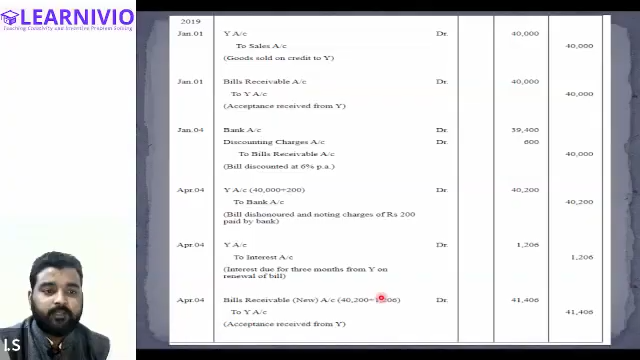 LEARNIVIO
Teaching Creativity and Inventive Problem Solving
2019
Jan.01 Y A/c Dr. 40,000
To Sales A/c 40,000
(Goods sold on credit to Y)
Jan.01 Bills Receivable A/c Dr. 40,000
To Y A/c 40,000
(Acceptance received from Y)
Jan.04 Bank A/c Dr. 39,400
Discounting Charges A/c Dr. 600
To Bills Receivable A/c 40,000
(Bill discounted at 6% p.a.)
Apr.04 Y A/c (40,000+200) Dr. 40,200
To Bank A/c 40,200
(Bill dishonoured and noting charges of Rs 200
paid by bank)
Apr.04 Y A/c Dr. 1,206
To Interest A/c 1,206
(Interest due for three months from Y on
renewal of bill)
Apr.04 Bills Receivable (New) A/c (40,200+1,206) Dr. 41,406
To Y A/c 41,406
(Acceptance received from Y)
I.S